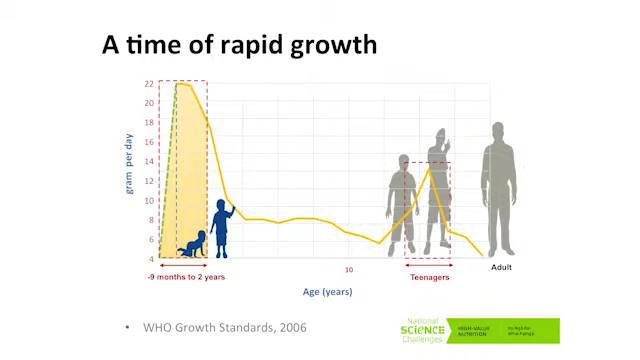 A time of rapid growth
gram per day
22
20
18
16
14
12
10
8
6
4
-9 months to 2 years
10
Teenagers
Adult
Age (years)
• WHO Growth Standards, 2006
National
SCiENCE
Challenges
HIGH-VALUE
NUTRITION